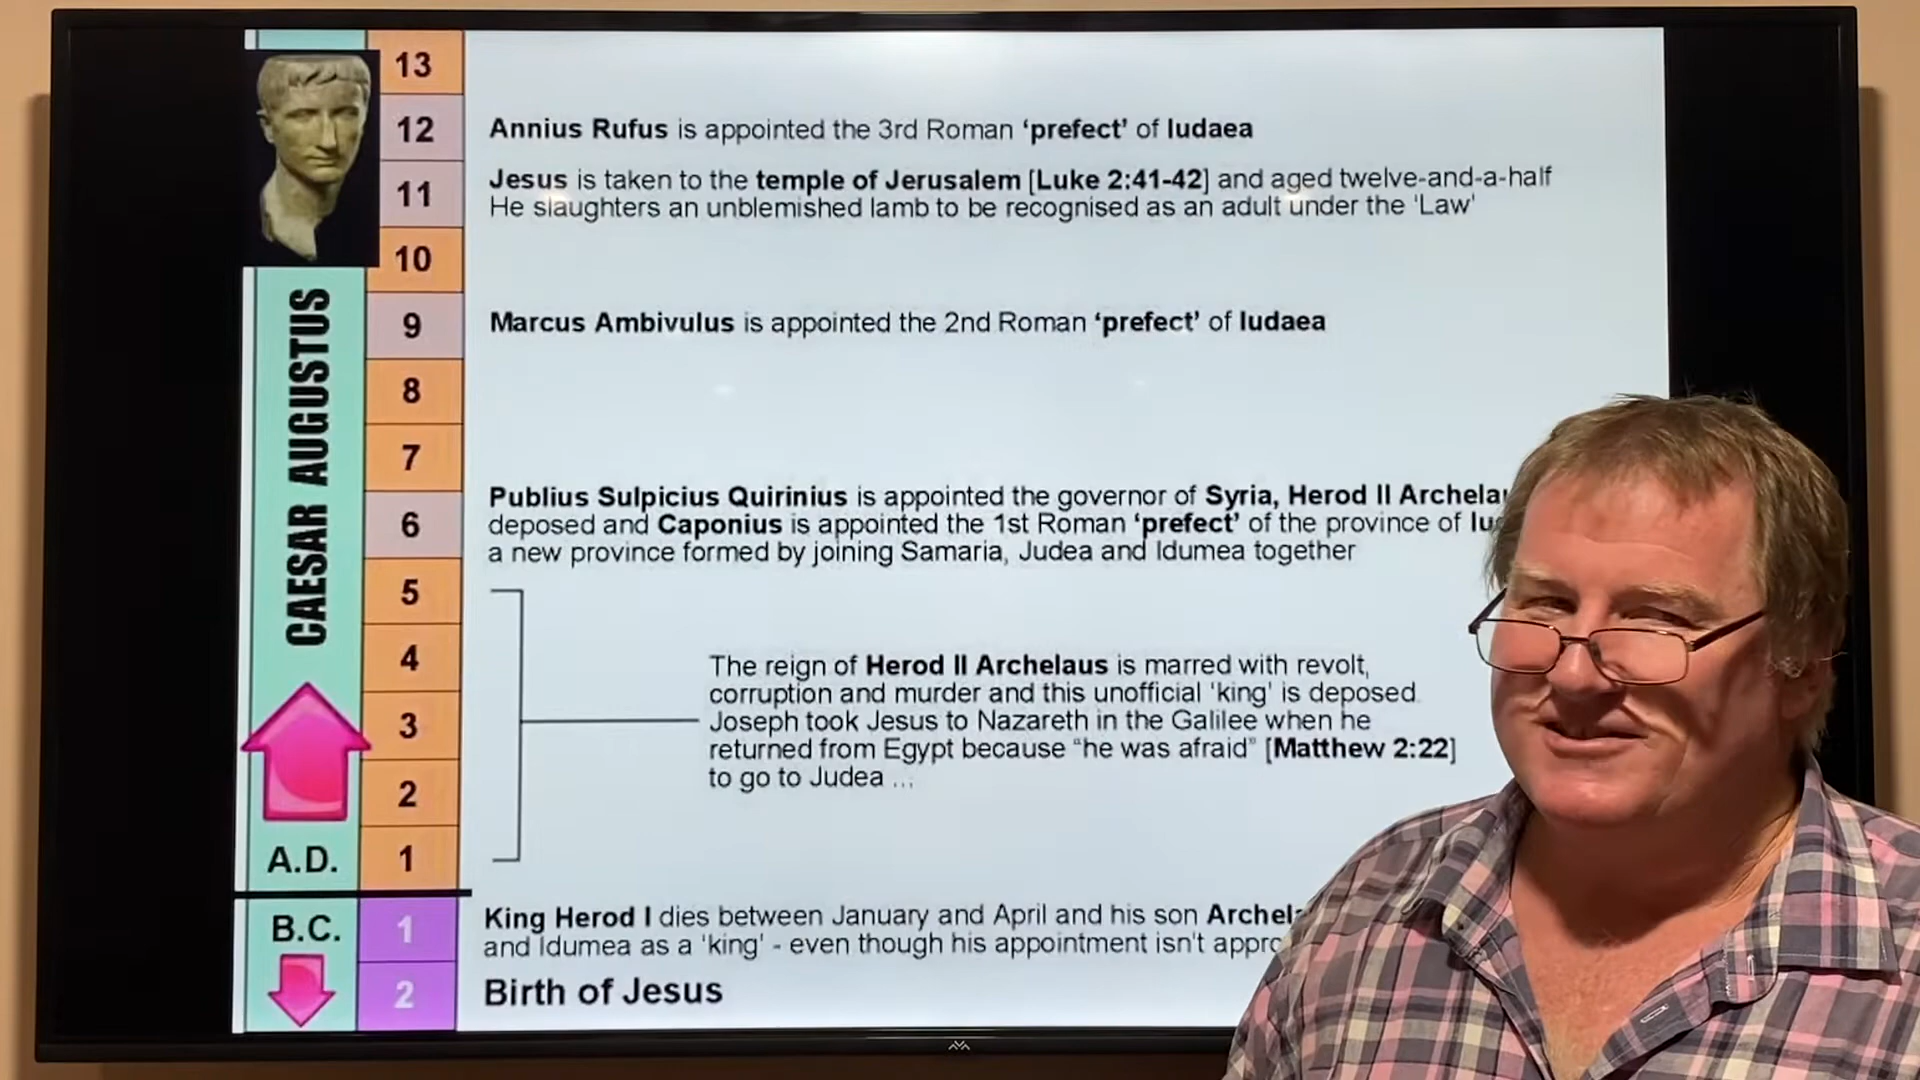 13
12
Annius Rufus is appointed the 3rd Roman ‘prefect’ of Iudaea
11
Jesus is taken to the temple of Jerusalem [Luke 2:41-42] and aged twelve-and-a-half
He slaughters an unblemished lamb to be recognised as an adult under the 'Law'
10
9
Marcus Ambivulus is appointed the 2nd Roman ‘prefect’ of Iudaea
8
7
CAESAR AUGUSTUS
6
Publius Sulpicius Quirinius is appointed the governor of Syria, Herod II
deposed and Caponius is appointed the 1st Roman ‘prefect’ of the province of
a new province formed by joining Samaria, Judea and Idumea together
5
4
3
2
The reign of Herod II Archelaus is marred with revolt,
corruption and murder and this unofficial 'king' is deposed.
Joseph took Jesus to Nazareth in the Galilee when he
returned from Egypt because “he was afraid” [Matthew 2:22]
to go to Judea ...
A.D. 1
B.C. 1
King Herod I dies between January and April and his son
and Idumea as a 'king' - even though his appointment isn't
2
Birth of Jesus